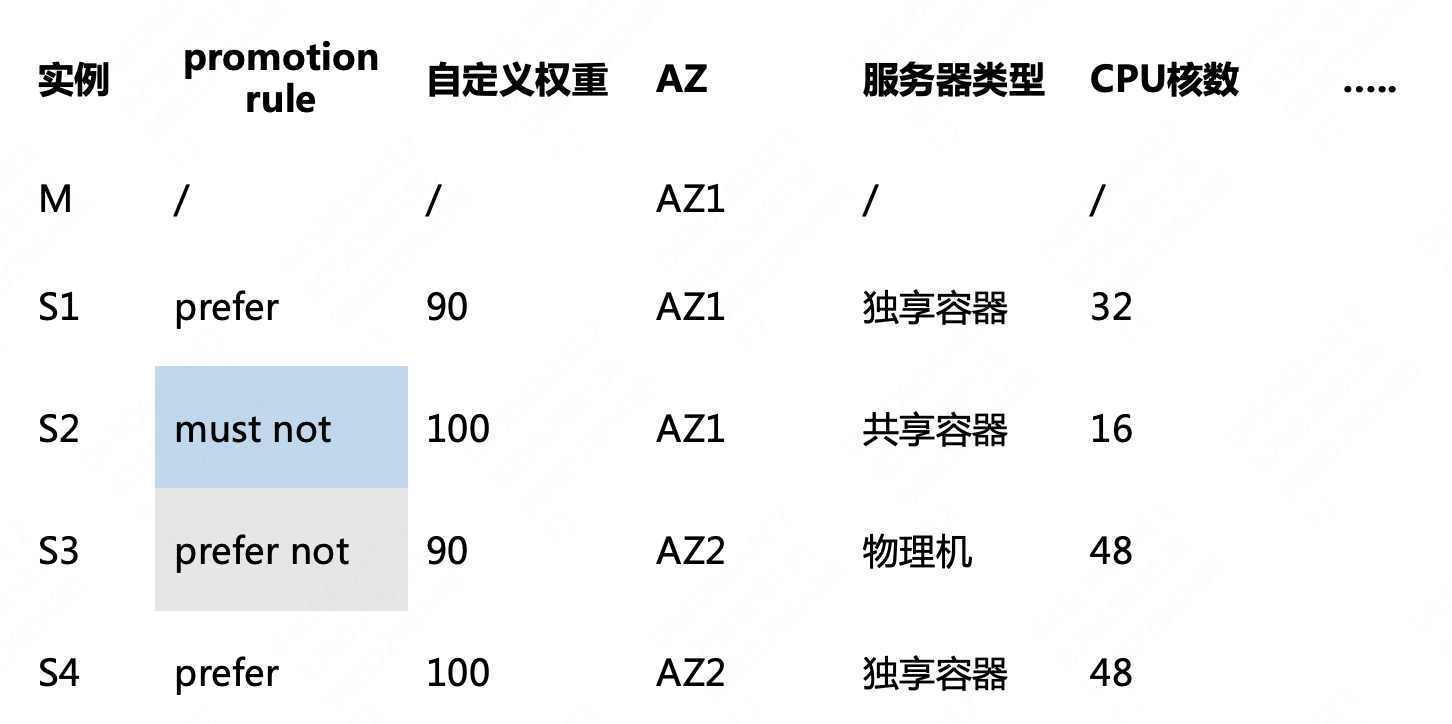 实例 promotion rule 自定义权重 AZ 服务器类型 CPU核数 .....
M / / AZ1 / /
S1 prefer 90 AZ1 独享容器 32
S2 must not 100 AZ1 共享容器 16
S3 prefer not 90 AZ2 物理机 48
S4 prefer 100 AZ2 独享容器 48